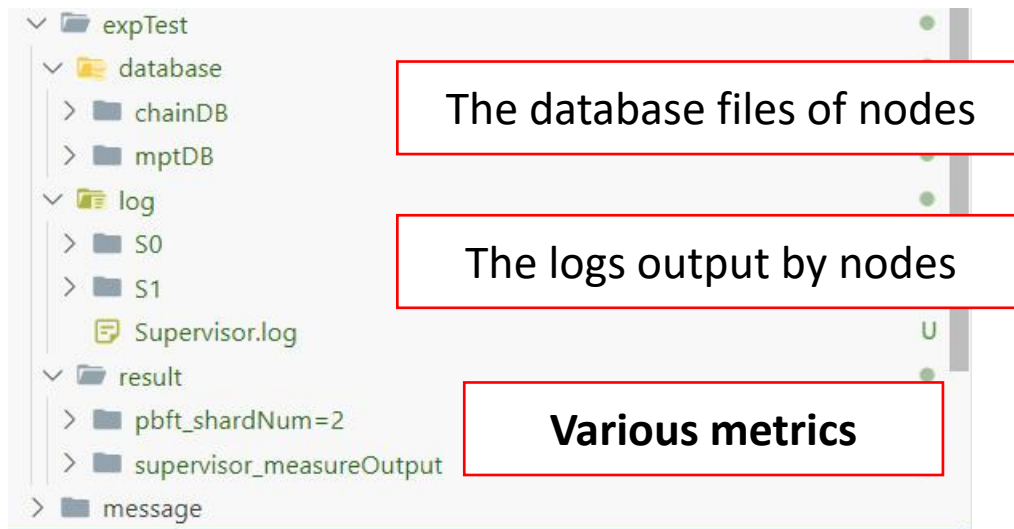 expTest
database
The database files of nodes
chainDB
mptDB
log
S0
The logs output by nodes
S1
Supervisor.log U
result
pbft_shardNum=2
Various metrics
supervisor_measureOutput
message